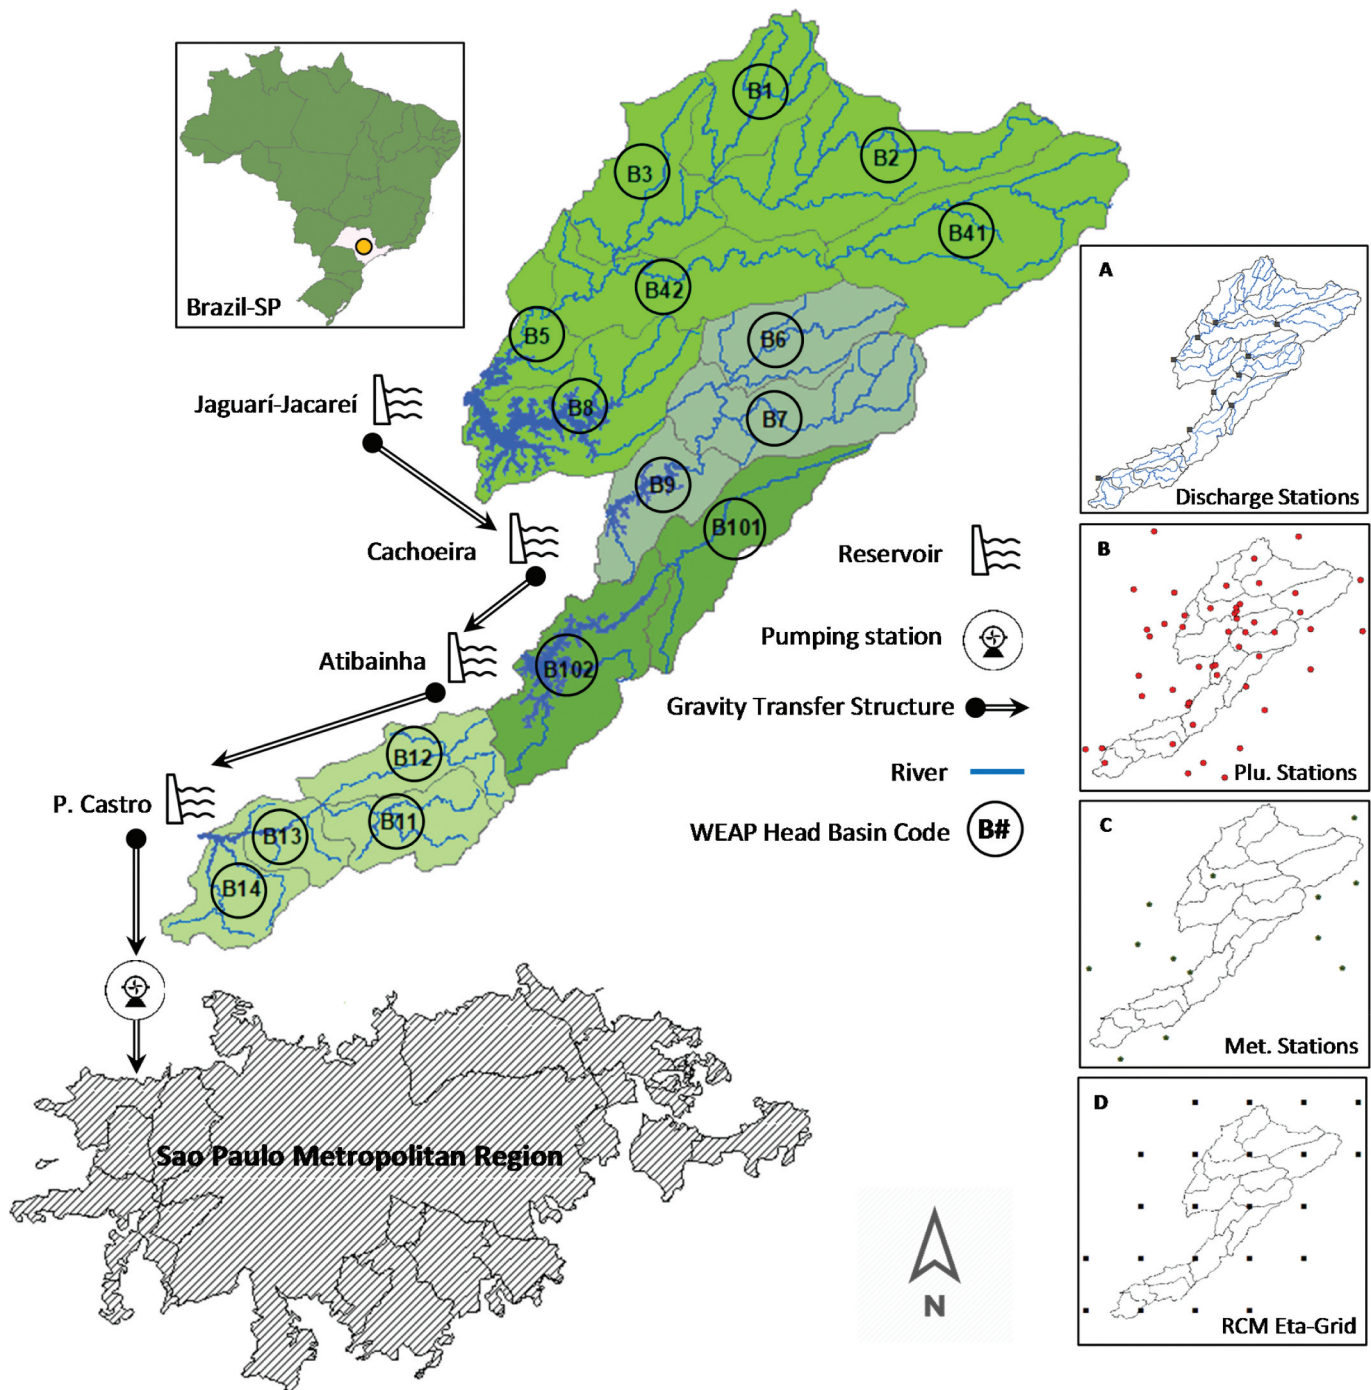 Brazil-SP
B1
B2
B3
B41
B42
B5
B6
B8
B7
B9
B101
B102
B12
B11
B13
B14
Jaguarí-Jacareí
Cachoeira
Atibainha
P. Castro
Reservoir
Pumping station
Gravity Transfer Structure
River
WEAP Head Basin Code
B#
A
Discharge Stations
B
Plu. Stations
C
Met. Stations
D
RCM Eta-Grid
Sao Paulo Metropolitan Region
N